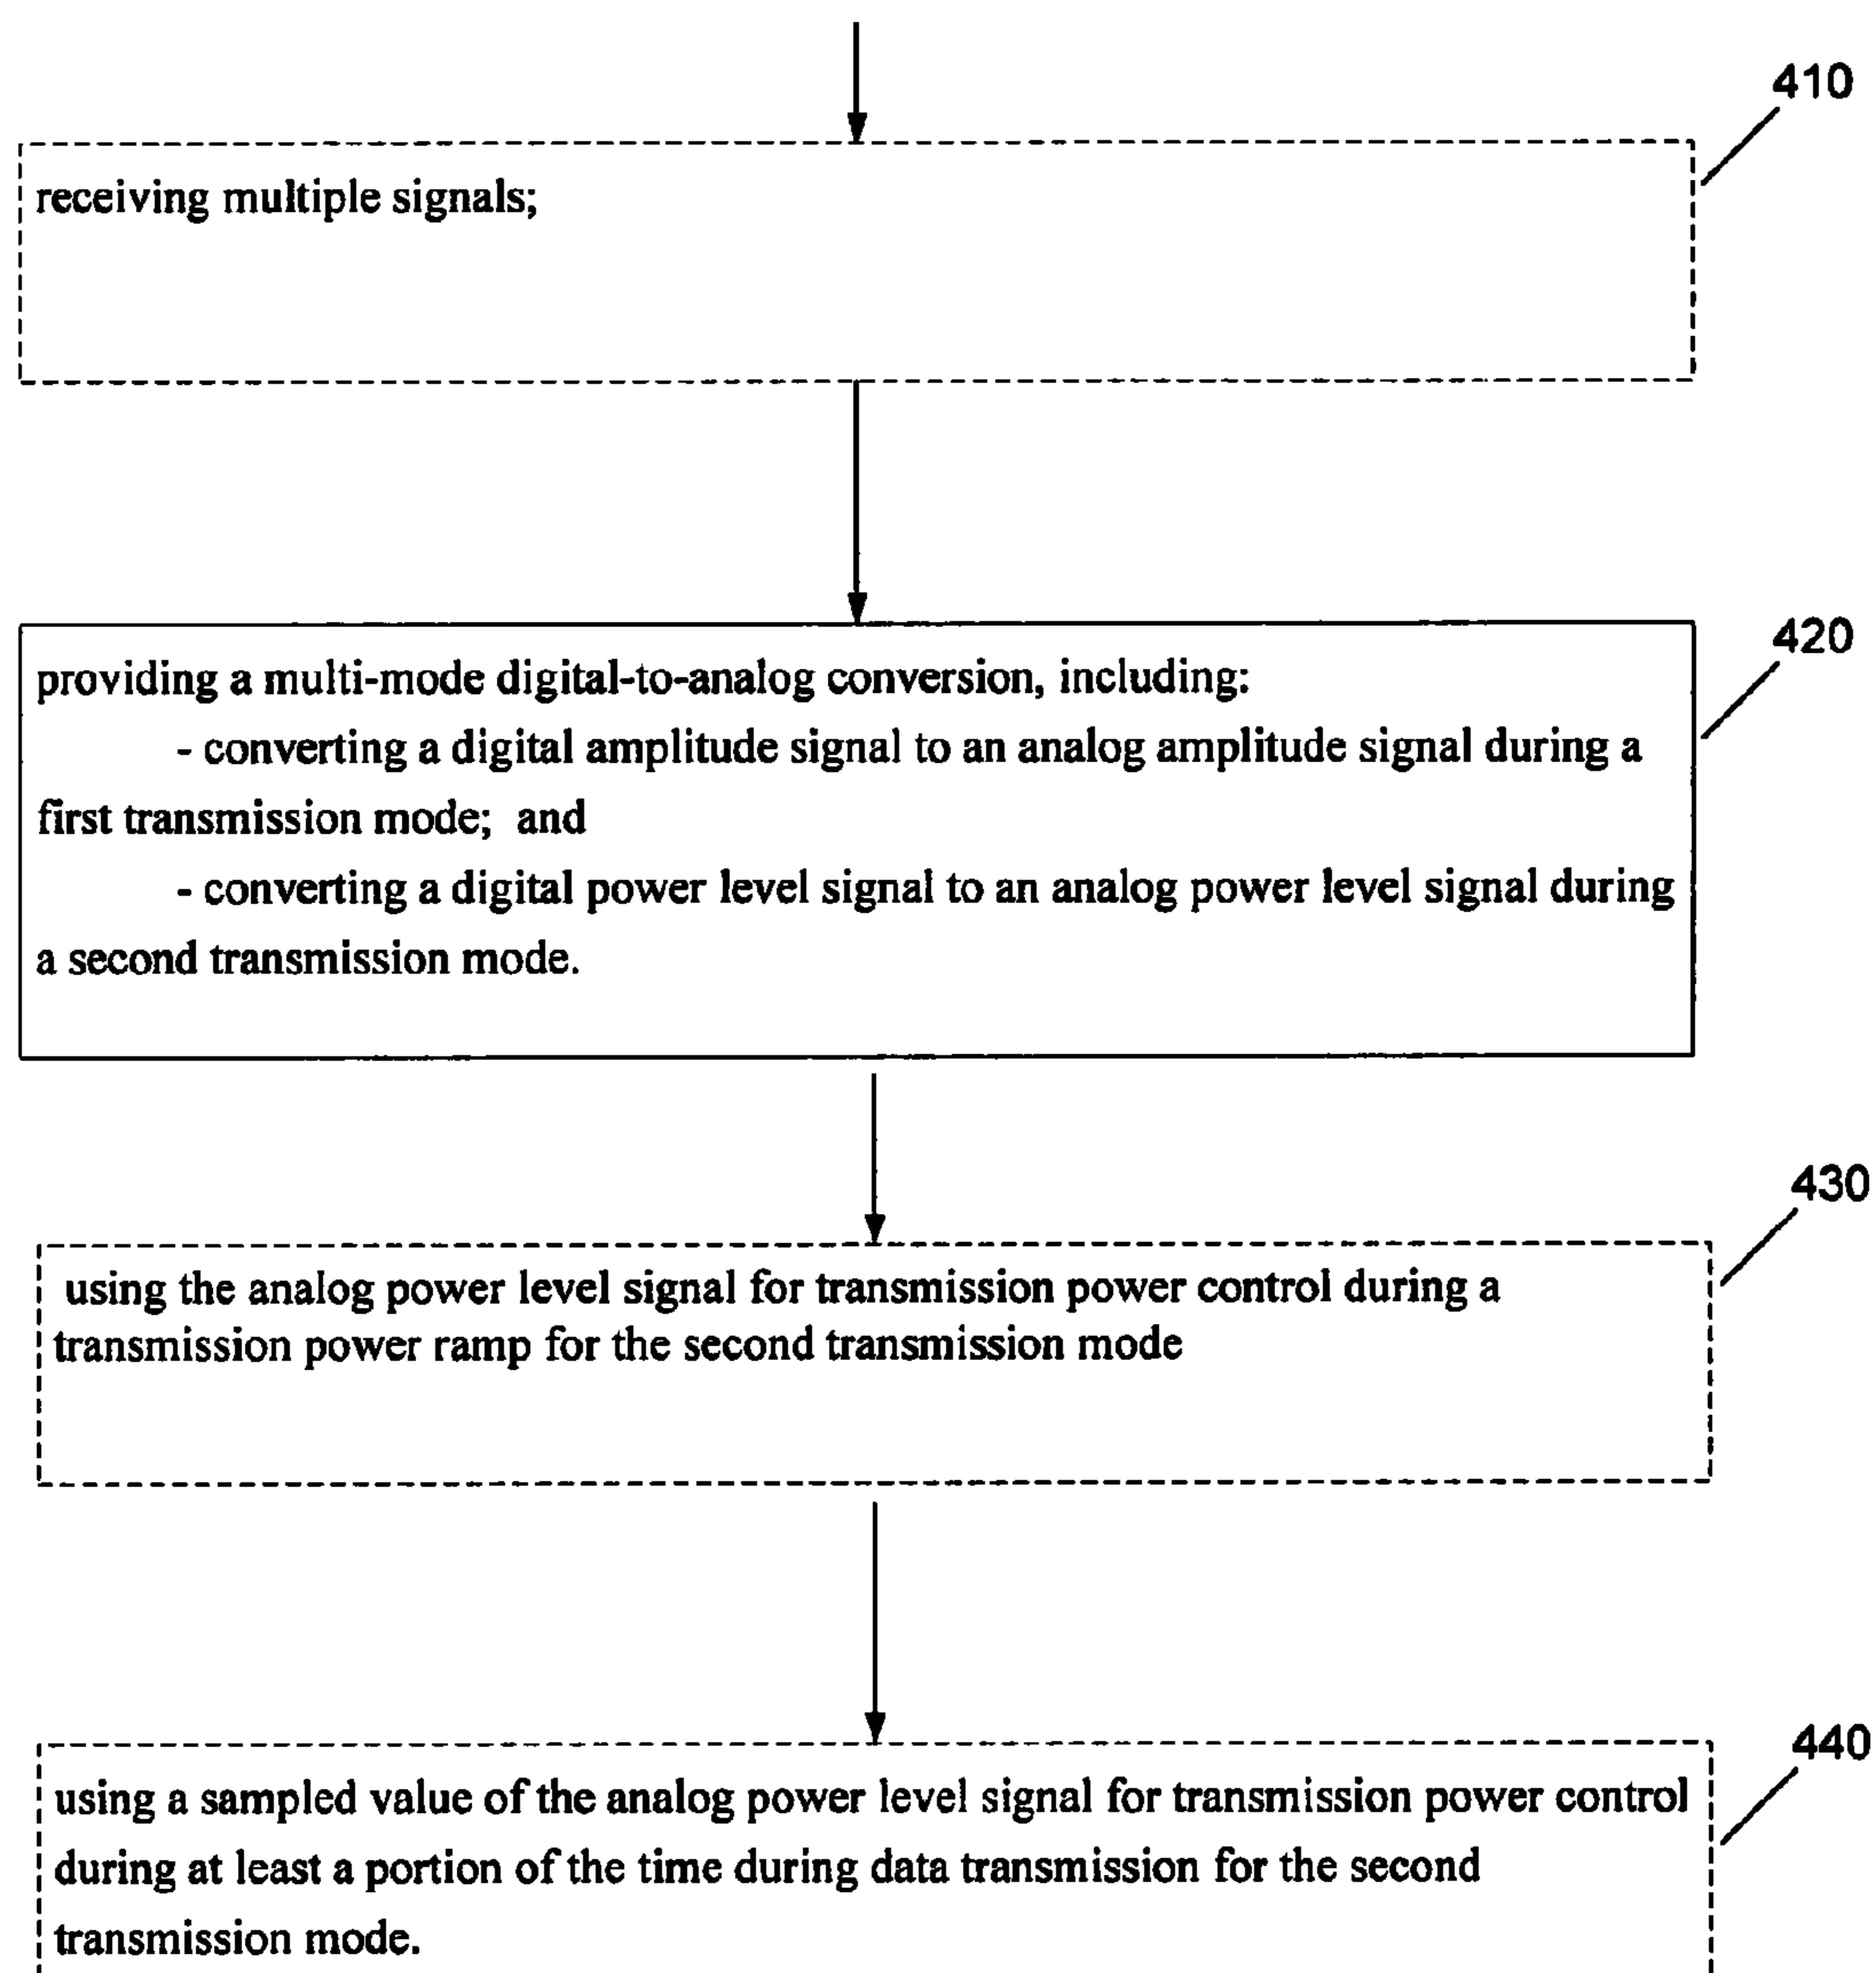 410
receiving multiple signals;
420
providing a multi-mode digital-to-analog conversion, including:
- converting a digital amplitude signal to an analog amplitude signal during a
first transmission mode;  and
- converting a digital power level signal to an analog power level signal during
a second transmission mode.
430
using the analog power level signal for transmission power control during a
transmission power ramp for the second transmission mode
440
using a sampled value of the analog power level signal for transmission power control
during at least a portion of the time during data transmission for the second
transmission mode.